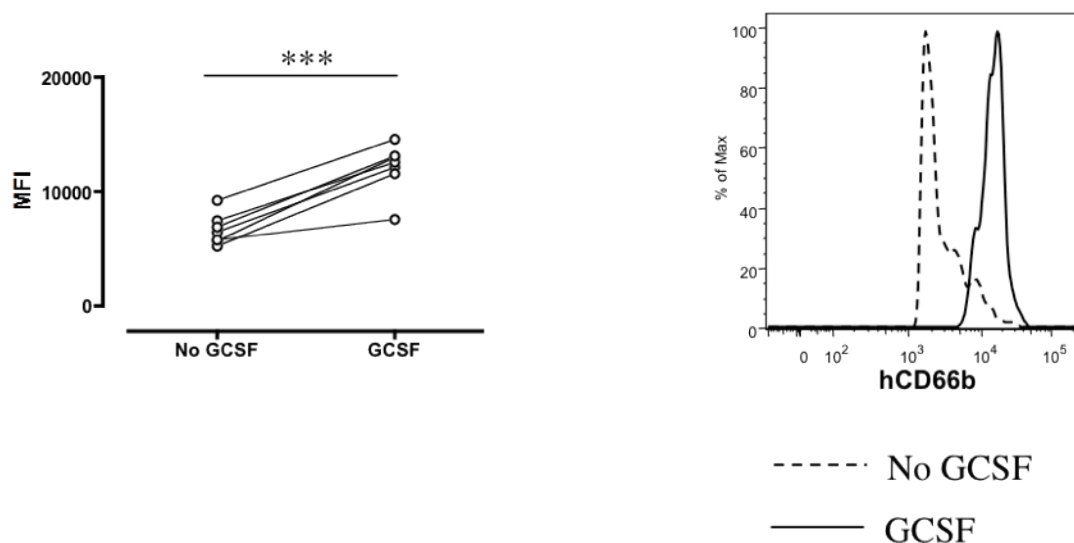 ***
20000
10000
0
MFI
No GCSF GCSF
100
80
60
40
20
0
% of Max
0 10² 10³ 10⁴ 10⁵
hCD66b
No GCSF
GCSF